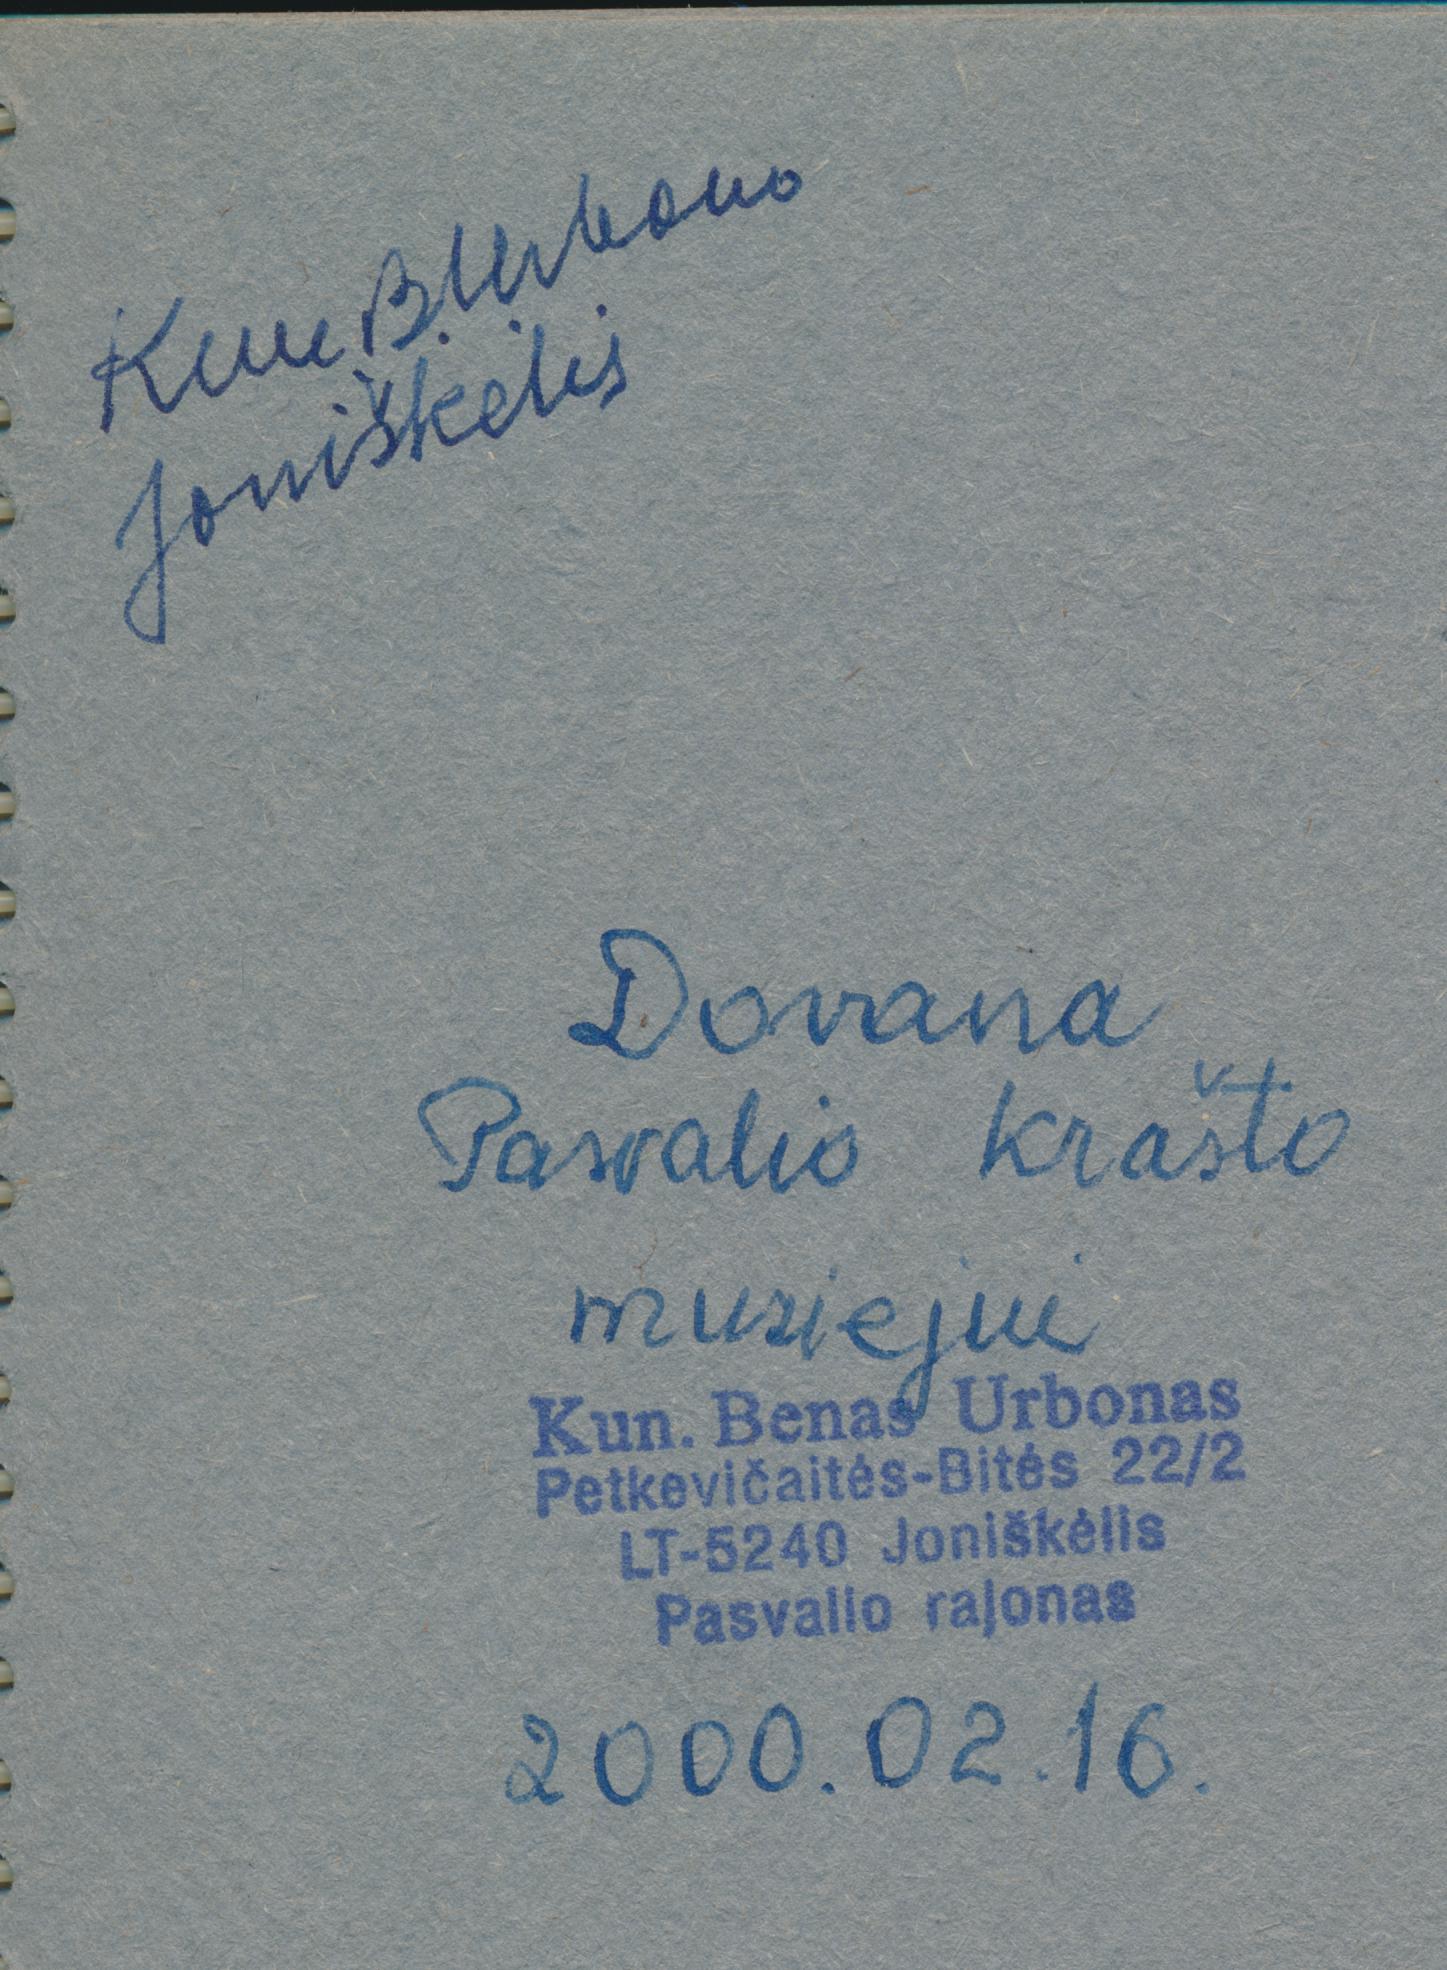 Kun. B. Urbono
Joniškėlis
Dovana
Pasvalio krašto
muziejui
Kun. Benas Urbonas
Petkevičaitės-Bitės 22/2
LT-5240 Joniškėlis
Pasvalio rajonas
2000.02.16.